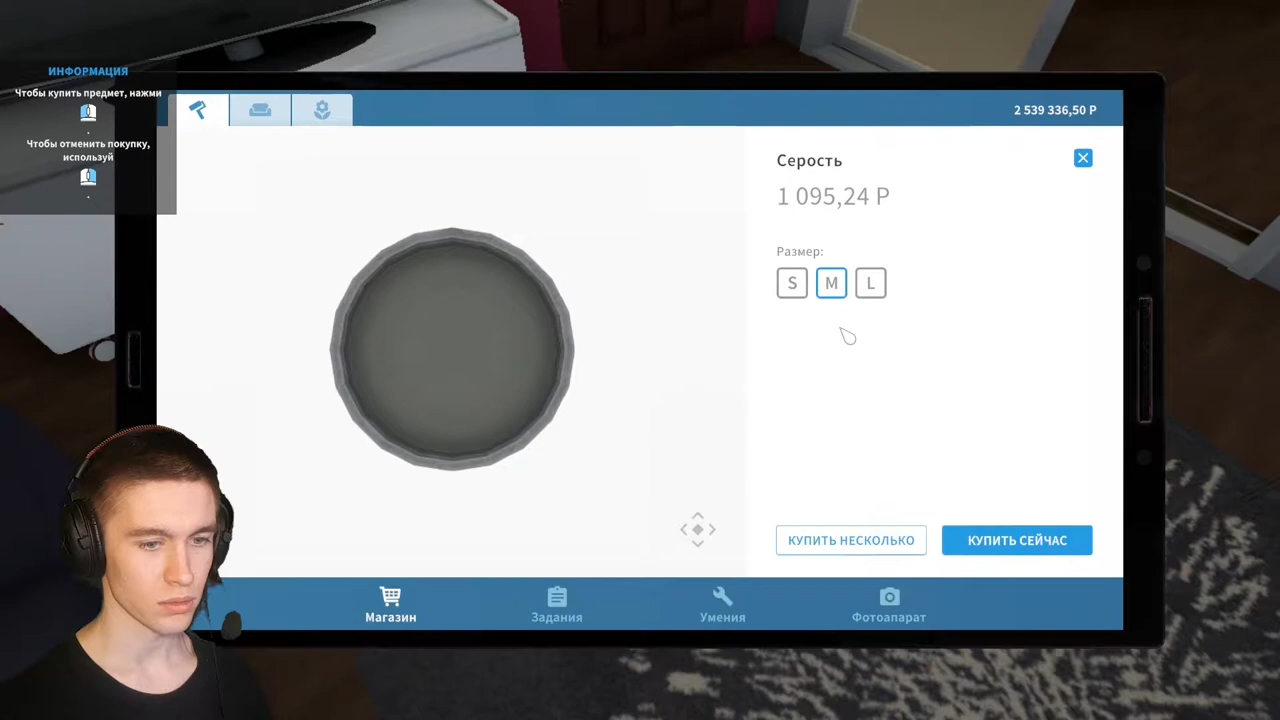 ИНФОРМАЦИЯ
Чтобы купить предмет, нажми
.
Чтобы отменить покупку,
используй
.
2 539 336,50 Р
Серость
1 095,24 Р
Размер:
S M L
КУПИТЬ НЕСКОЛЬКО КУПИТЬ СЕЙЧАС
Магазин Задания Умения Фотоаппарат